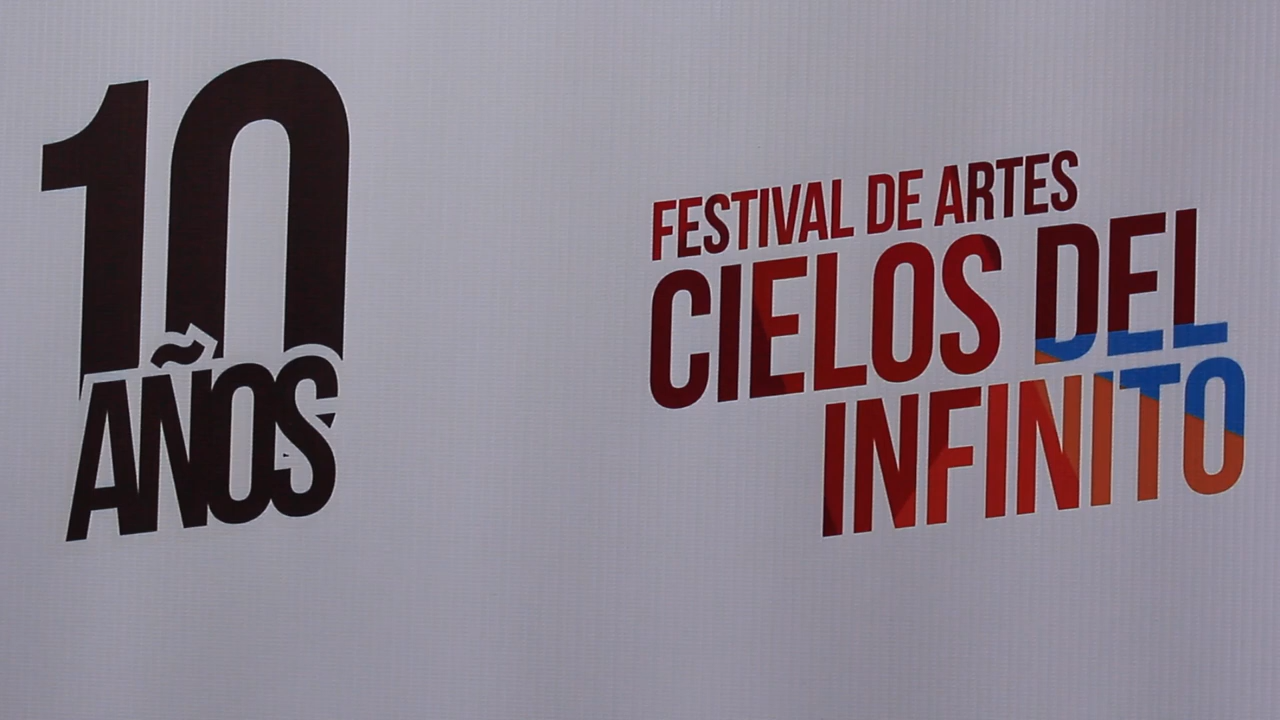 10
AÑOS
FESTIVAL DE ARTES
CIELOS DEL
INFINITO